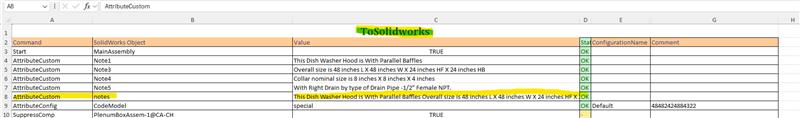 A8 fx AttributeCustom
A B C D E F G H
1 ToSolidworks
2 Command SolidWorks Object Value Stat ConfigurationName Comment
3 Start MainAssembly TRUE OK
4 AttributeCustom Note1 This Dish Washer Hood is With Parallel Baffles OK
5 AttributeCustom Note3 Overall size is 48 inches L X 48 inches W X 24 inches HF X 24 inches HB OK
6 AttributeCustom Note4 Collar nominal size is 8 inches X 8 inches X 4 inches OK
7 AttributeCustom Note5 With Right Drain by type of Drain Pipe -1/2" Female NPT. OK
8 AttributeCustom notes This Dish Washer Hood is With Parallel Baffles Overall size is 48 inches L X 48 inches W X 24 inches HF X OK
9 AttributeConfig CodeModel special OK Default 48482424884322
10 SuppressComp PlenumBoxAssem-1@CA-CH TRUE